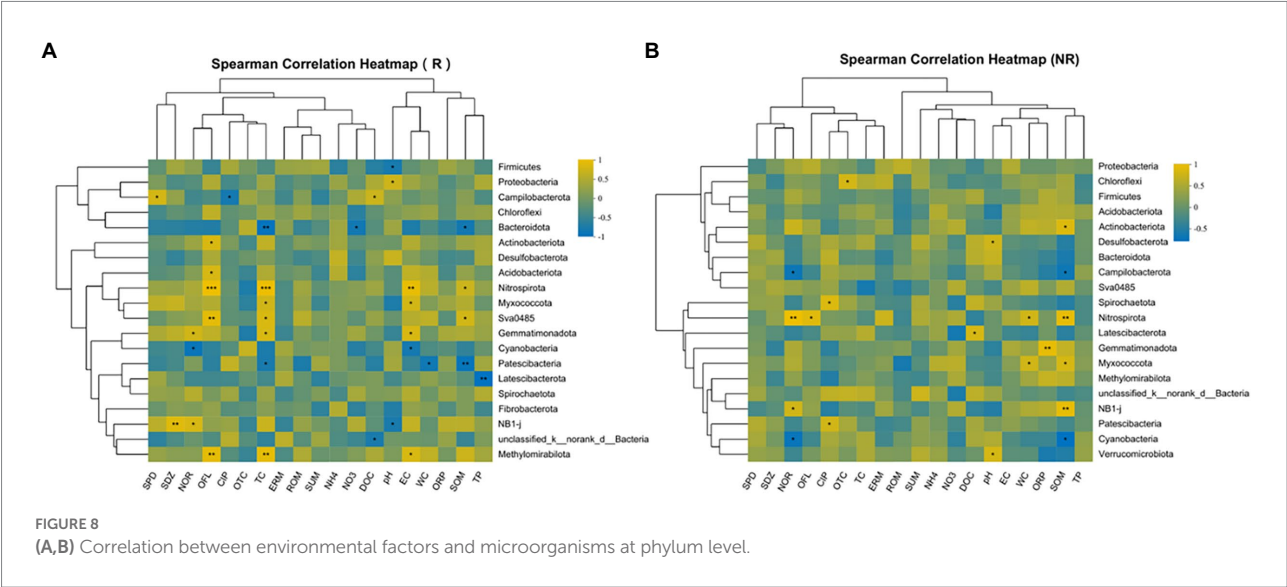 A
Spearman Correlation Heatmap ( R )
Firmicutes
Proteobacteria
Campilobacterota
Chloroflexi
Bacteroidota
Actinobacteriota
Desulfobacterota
Acidobacteriota
Nitrospirota
Myxococcota
Sva0485
Gemmatimonadota
Cyanobacteria
Patescibacteria
Latescibacterota
Spirochaetota
Fibrobacterota
NB1-j
unclassified_k__norank_d__Bacteria
Methylomirabilota
1
0.5
0
-0.5
-1
SPD SDZ NOR OFL CIP OTC TC ERM ROM SUM NH4 NO3 DOC pH EC WC ORP SOM TP
B
Spearman Correlation Heatmap (NR)
Proteobacteria
Chloroflexi
Firmicutes
Acidobacteriota
Actinobacteriota
Desulfobacterota
Bacteroidota
Campilobacterota
Sva0485
Spirochaetota
Nitrospirota
Latescibacterota
Gemmatimonadota
Myxococcota
Methylomirabilota
unclassified_k__norank_d__Bacteria
NB1-j
Patescibacteria
Cyanobacteria
Verrucomicrobiota
1
0.5
0
-0.5
SPD SDZ NOR OFL CIP OTC TC ERM ROM SUM NH4 NO3 DOC pH EC WC ORP SOM TP
FIGURE 8
(A,B) Correlation between environmental factors and microorganisms at phylum level.